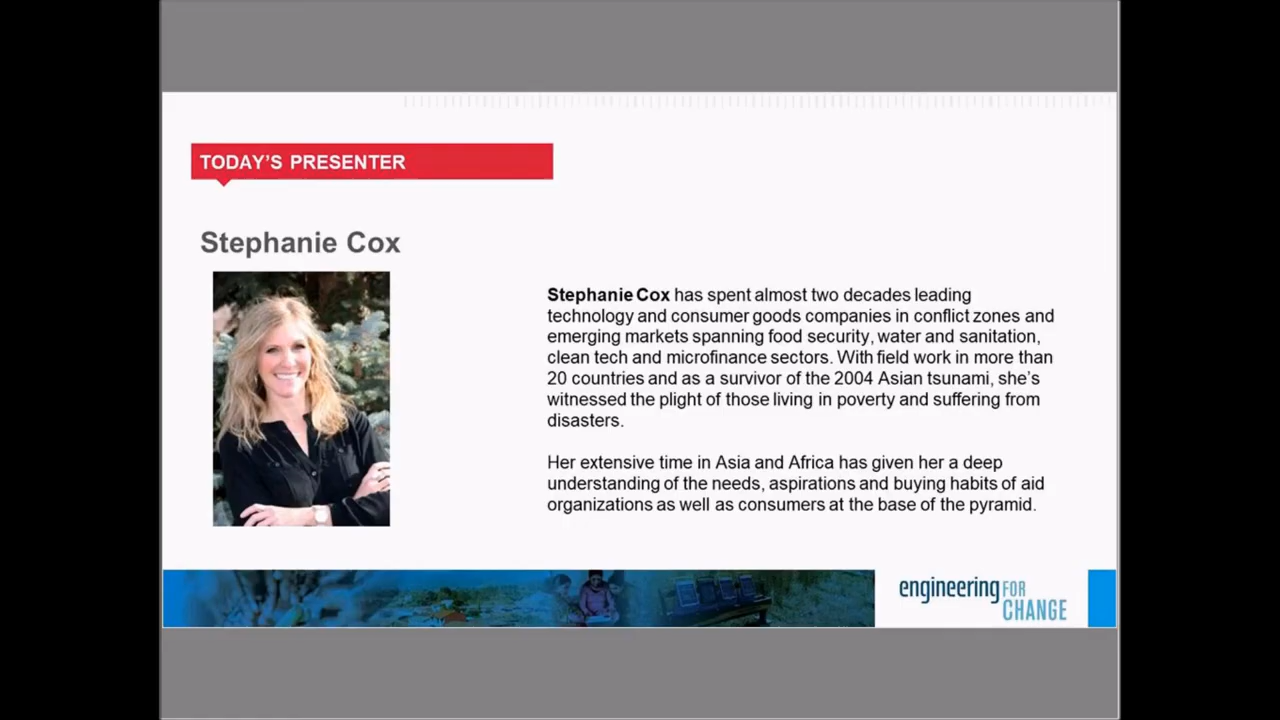 TODAY'S PRESENTER
Stephanie Cox
Stephanie Cox has spent almost two decades leading
technology and consumer goods companies in conflict zones and
emerging markets spanning food security, water and sanitation,
clean tech and microfinance sectors. With field work in more than
20 countries and as a survivor of the 2004 Asian tsunami, she's
witnessed the plight of those living in poverty and suffering from
disasters.
Her extensive time in Asia and Africa has given her a deep
understanding of the needs, aspirations and buying habits of aid
organizations as well as consumers at the base of the pyramid.
engineering FOR
CHANGE